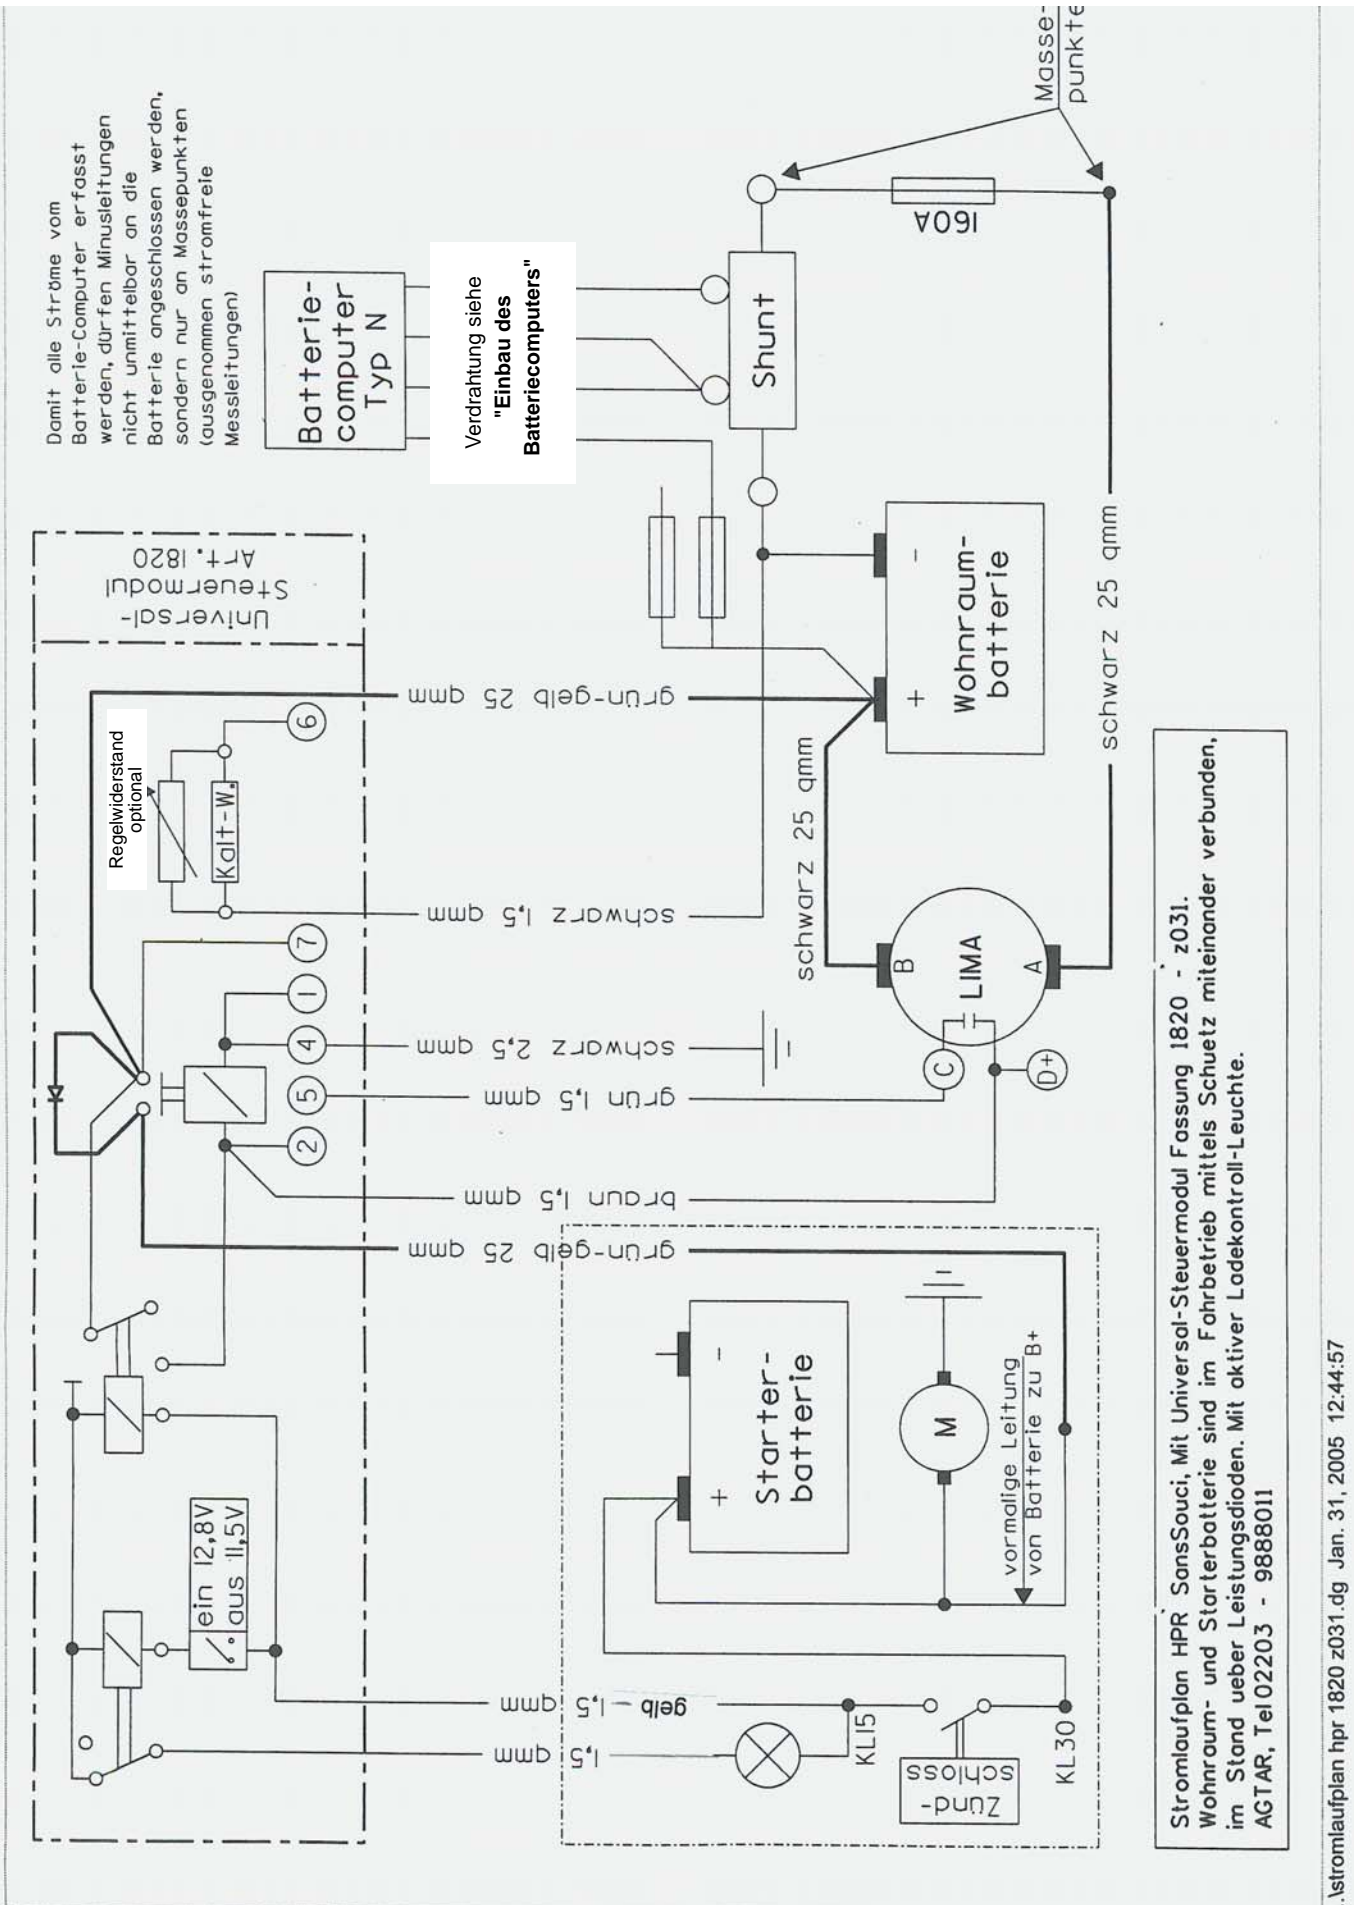 Damit alle Ströme vom
Batterie-Computer erfasst
werden, dürfen Minusleitungen
nicht unmittelbar an die
Batterie angeschlossen werden,
sondern nur an Massepunkten
(ausgenommen stromfreie
Messleitungen)
Batterie-
computer
Typ N
Verdrahtung siehe
"Einbau des
Batteriecomputers"
Shunt
160A
Masse-
punkte
Universal-
Steuermodul
Art. 1820
Regelwiderstand
optional
Kalt-W.
6
7
1
4
5
2
ein 12,8V
aus 11,5V
grün-gelb 25 qmm
schwarz 1,5 qmm
schwarz 2,5 qmm
grün 1,5 qmm
braun 1,5 qmm
grün-gelb 25 qmm
gelb 1,5 qmm
1,5 qmm
+
-
Wohnraum-
batterie
schwarz 25 qmm
schwarz 25 qmm
B
LIMA
A
C
D+
+
-
Starter-
batterie
M
vormalige Leitung
von Batterie zu B+
KL15
KL30
Zünd-
schloss
Stromlaufplan HPR SansSouci, Mit Universal-Steuermodul Fassung 1820 - z031.
Wohnraum- und Starterbatterie sind im Fahrbetrieb mittels Schuetz miteinander verbunden,
im Stand ueber Leistungsdioden. Mit aktiver Ladekontroll-Leuchte.
AGTAR, Tel 02203 - 9888011
.\stromlaufplan hpr 1820 z031.dg Jan. 31, 2005 12:44:57